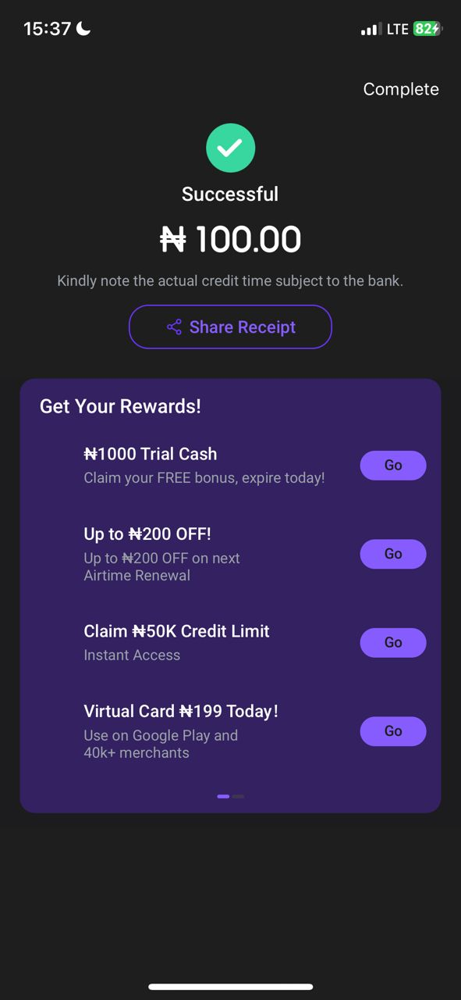 15:37
LTE 82
Complete
Successful
₦ 100.00
Kindly note the actual credit time subject to the bank.
Share Receipt
Get Your Rewards!
₦1000 Trial Cash
Claim your FREE bonus, expire today!
Go
Up to ₦200 OFF!
Up to ₦200 OFF on next
Airtime Renewal
Go
Claim ₦50K Credit Limit
Instant Access
Go
Virtual Card ₦199 Today!
Use on Google Play and
40k+ merchants
Go